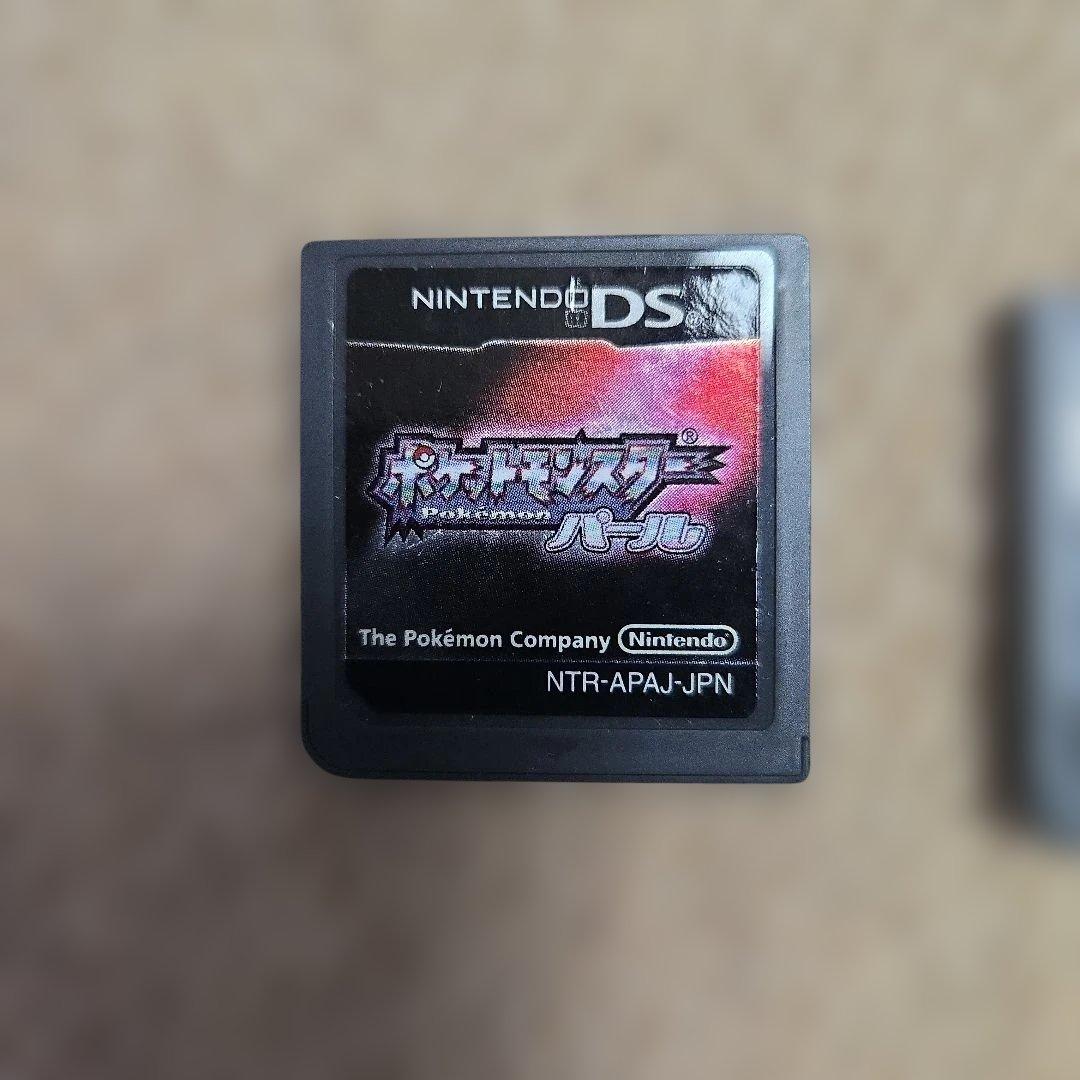 NINTENDO DS
ポケットモンスター®
Pokémon
パール
The Pokémon Company Nintendo®
NTR-APAJ-JPN